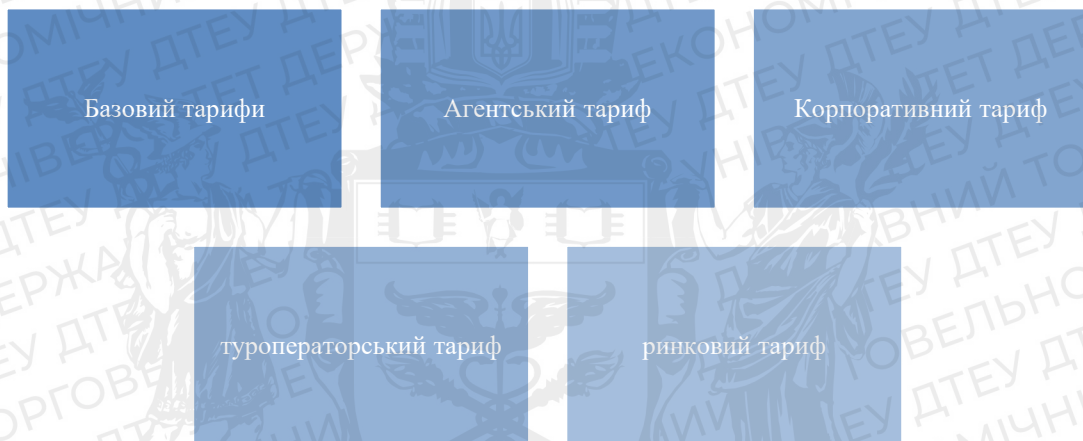 Базовий тарифи
Агентський тариф
Корпоративний тариф
туроператорський тариф
ринковий тариф